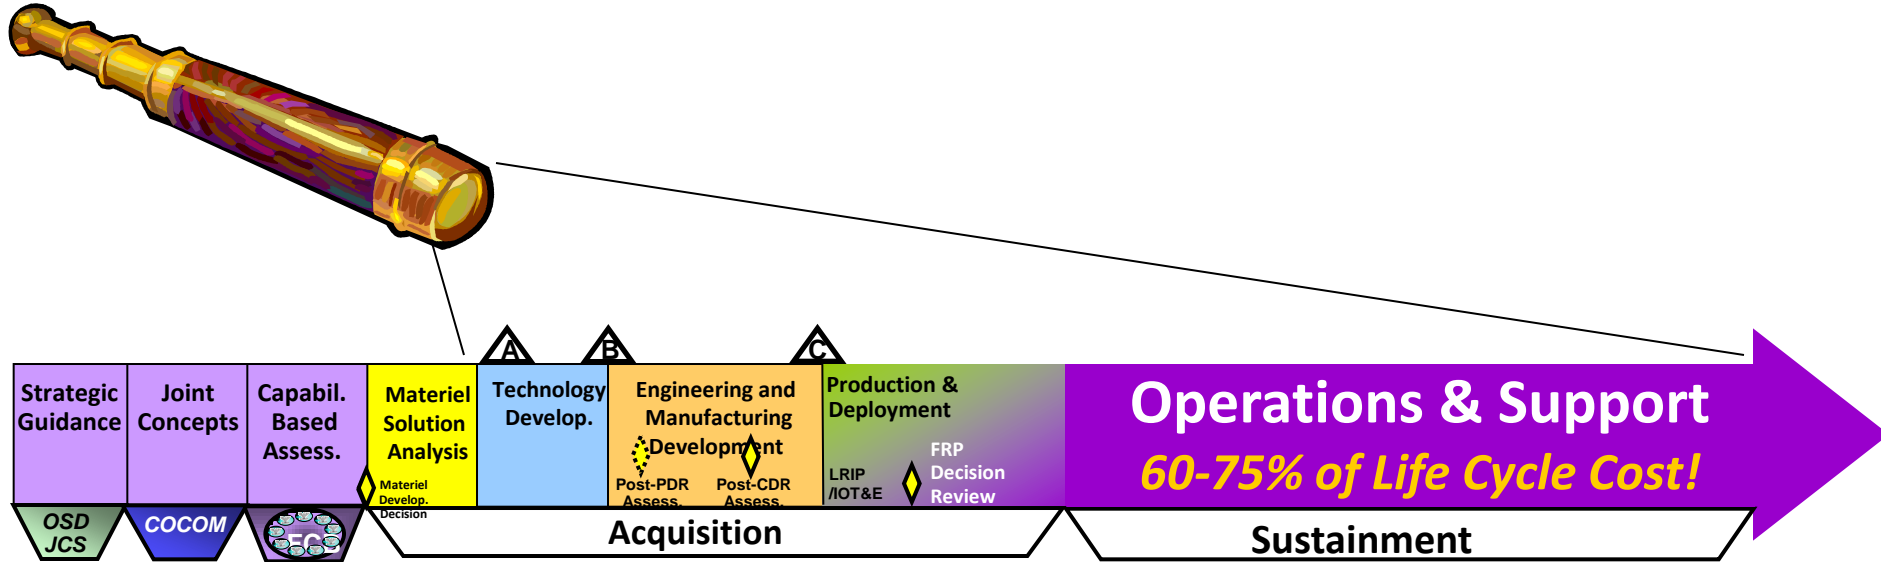 A
B
C
Strategic
Guidance
Joint
Concepts
Capabil.
Based
Assess.
Materiel
Solution
Analysis
Materiel
Develop.
Decision
Technology
Develop.
Engineering and
Manufacturing
Development
Post-PDR
Assess.
Post-CDR
Assess.
Production &
Deployment
LRIP
/IOT&E
FRP
Decision
Review
Operations & Support
60-75% of Life Cycle Cost!
OSD
JCS
COCOM
Acquisition
Sustainment